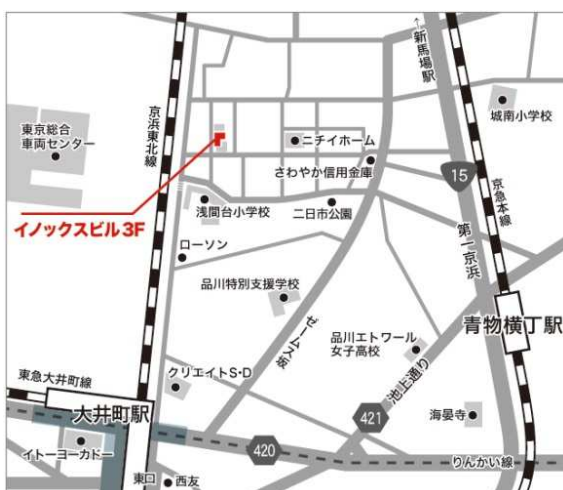 ←新馬場駅
東京総合
車両センター
京浜東北線
ニチイホーム
城南小学校
さわやか信用金庫
15
京急本線
イノックスビル3F
浅間台小学校
二日市公園
第一京浜
ローソン
品川特別支援学校
ゼームス坂
青物横丁駅
品川エトワール
女子高校
池上通り
東急大井町線
クリエイトS・D
大井町駅
421
海晏寺
イトーヨーカドー
420
りんかい線
東口
西友